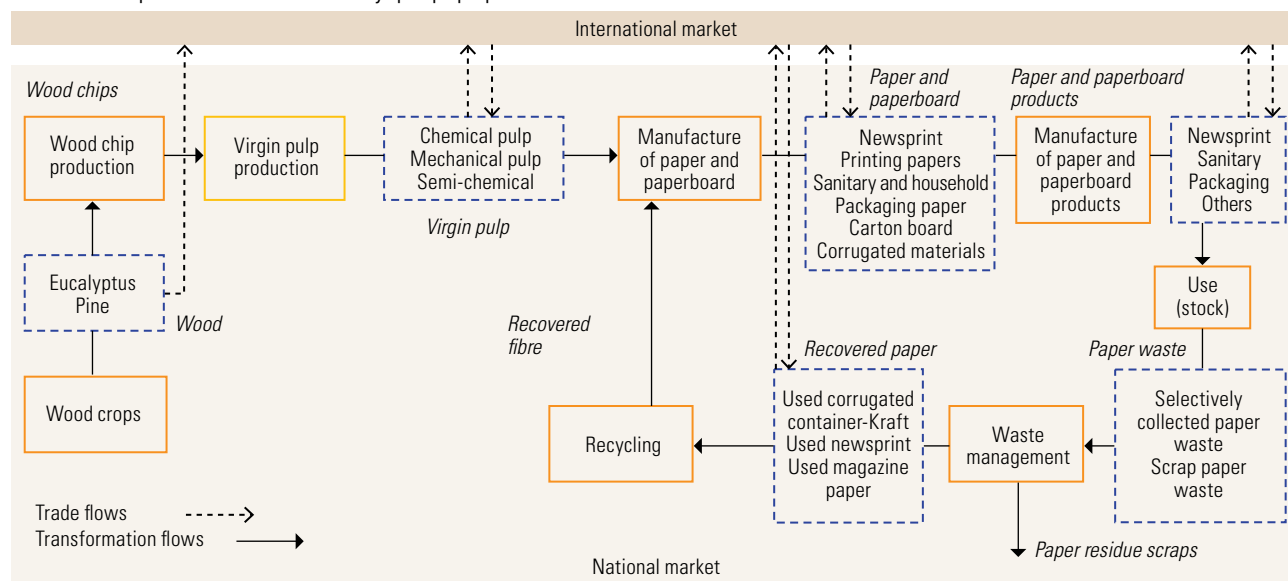 International market
Wood chips
Paper and
paperboard
Paper and paperboard
products
Wood chip
production
Virgin pulp
production
Chemical pulp
Mechanical pulp
Semi-chemical
Manufacture
of paper and
paperboard
Newsprint
Printing papers
Sanitary and household
Packaging paper
Carton board
Corrugated materials
Manufacture
of paper and
paperboard
products
Newsprint
Sanitary
Packaging
Others
Virgin pulp
Eucalyptus
Pine
Wood
Recovered
fibre
Use
(stock)
Recovered paper
Paper waste
Wood crops
Recycling
Used corrugated
container-Kraft
Used newsprint
Used magazine
paper
Waste
management
Selectively
collected paper
waste
Scrap paper
waste
Trade flows
Transformation flows
Paper residue scraps
National market